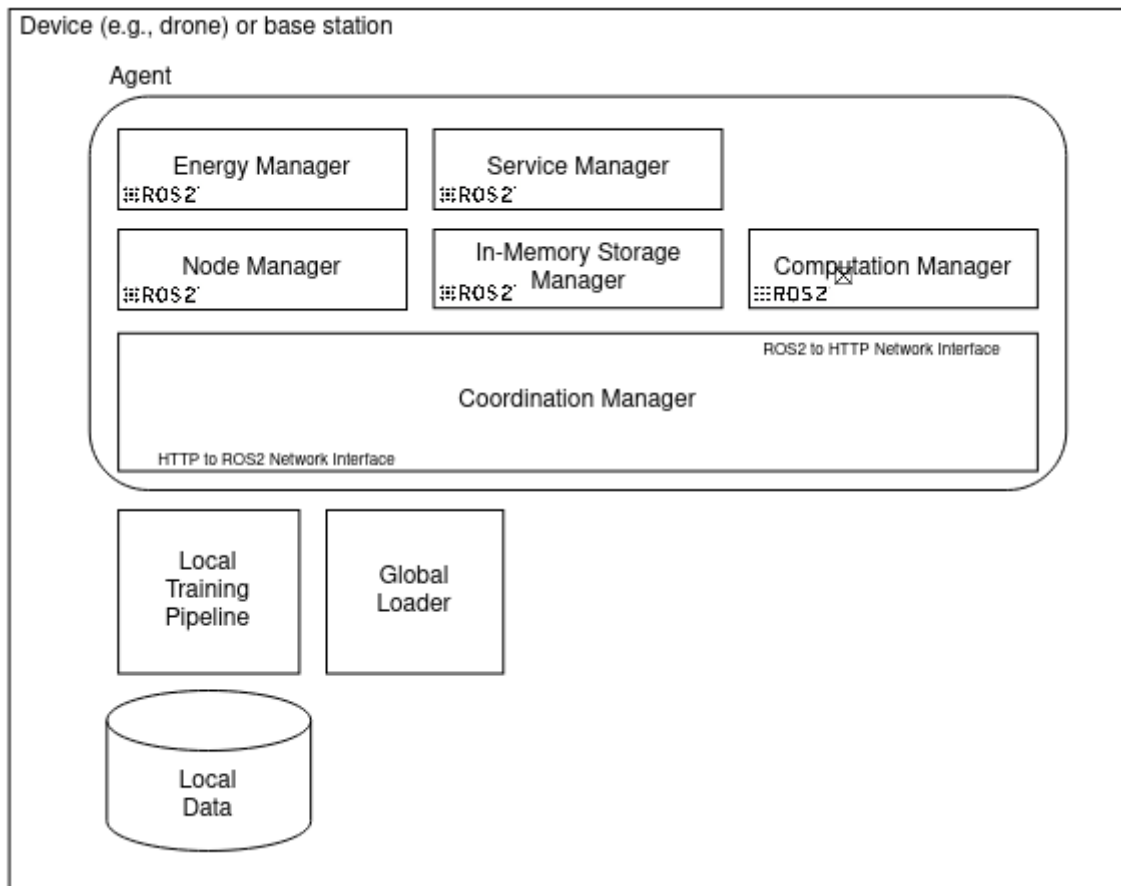 Device (e.g., drone) or base station
Agent
Energy Manager
ROS2
Service Manager
ROS2
Node Manager
ROS2
In-Memory Storage
Manager
ROS2
Computation Manager
ROS2
ROS2 to HTTP Network Interface
Coordination Manager
HTTP to ROS2 Network Interface
Local
Training
Pipeline
Global
Loader
Local
Data